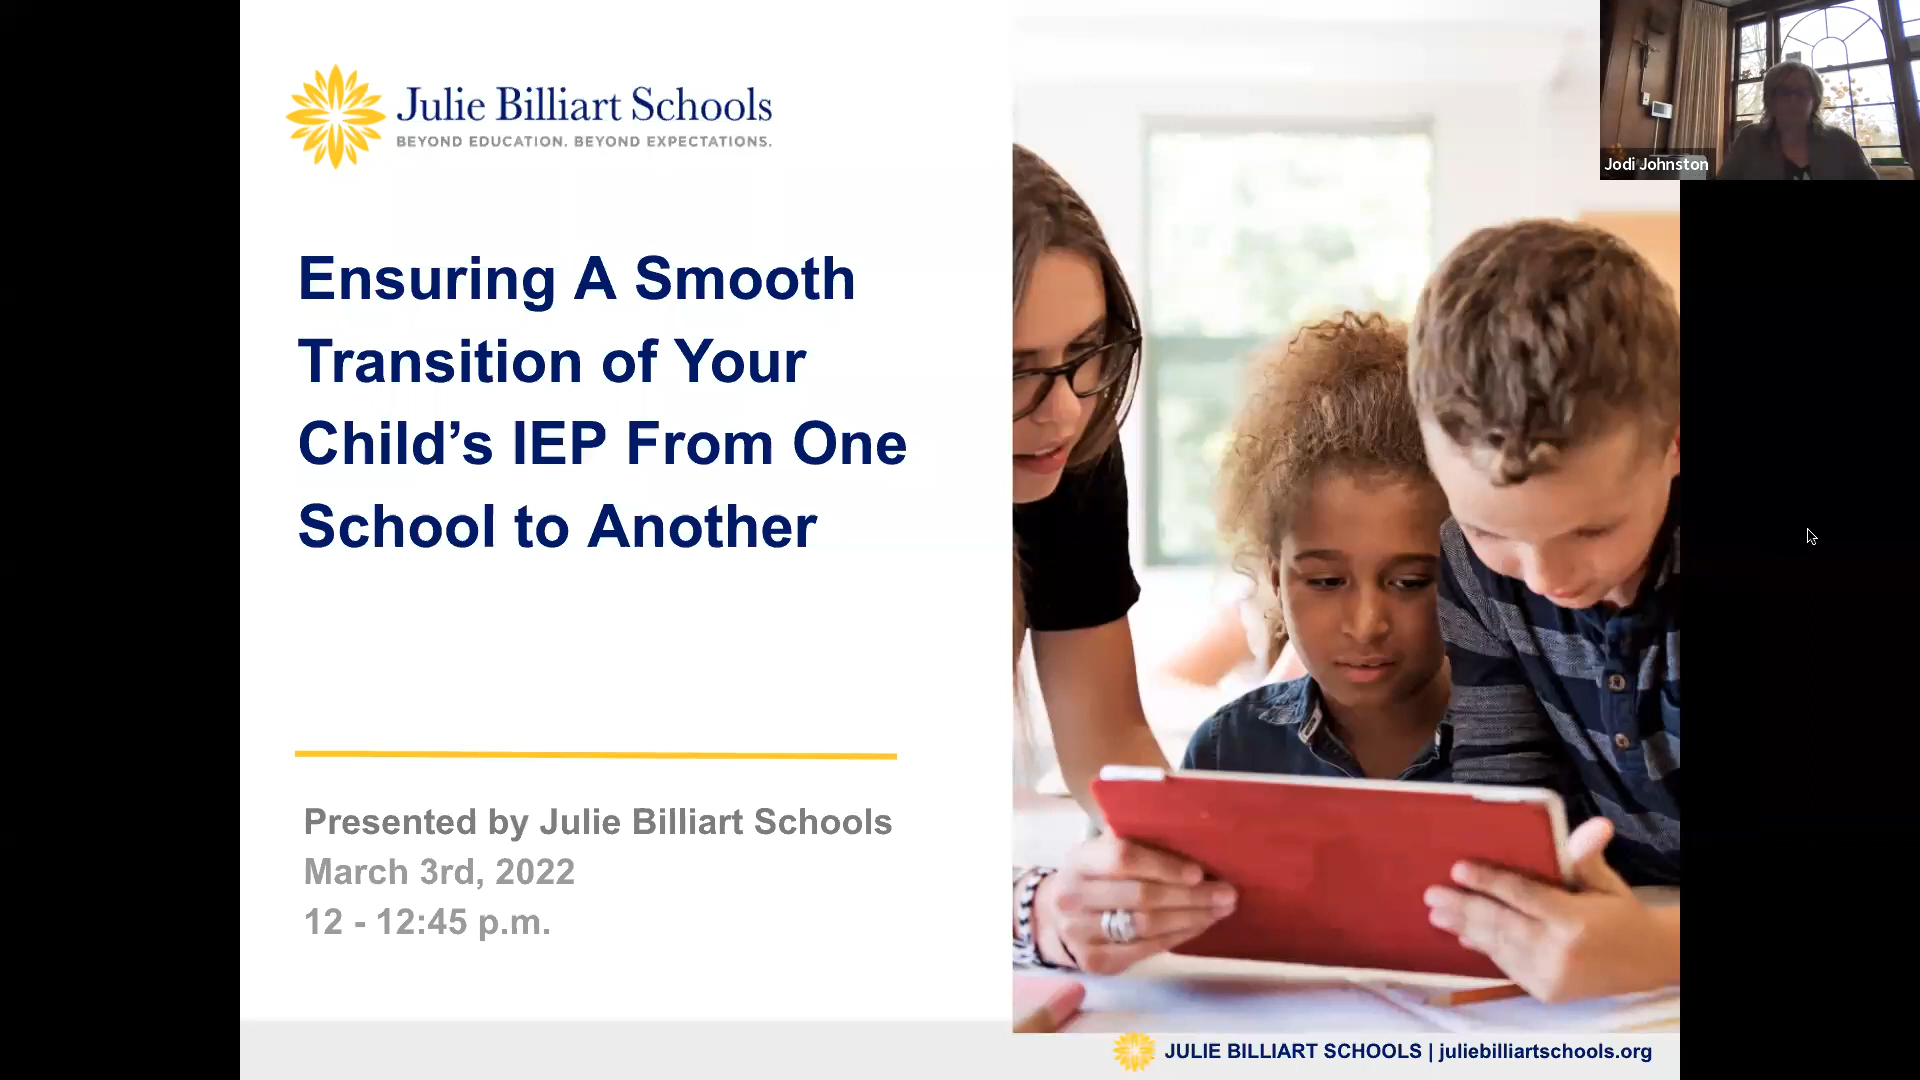 Julie Billiart Schools
BEYOND EDUCATION. BEYOND EXPECTATIONS.
Jodi Johnston
Ensuring A Smooth
Transition of Your
Child’s IEP From One
School to Another
Presented by Julie Billiart Schools
March 3rd, 2022
12 - 12:45 p.m.
JULIE BILLIART SCHOOLS | juliebilliartschools.org